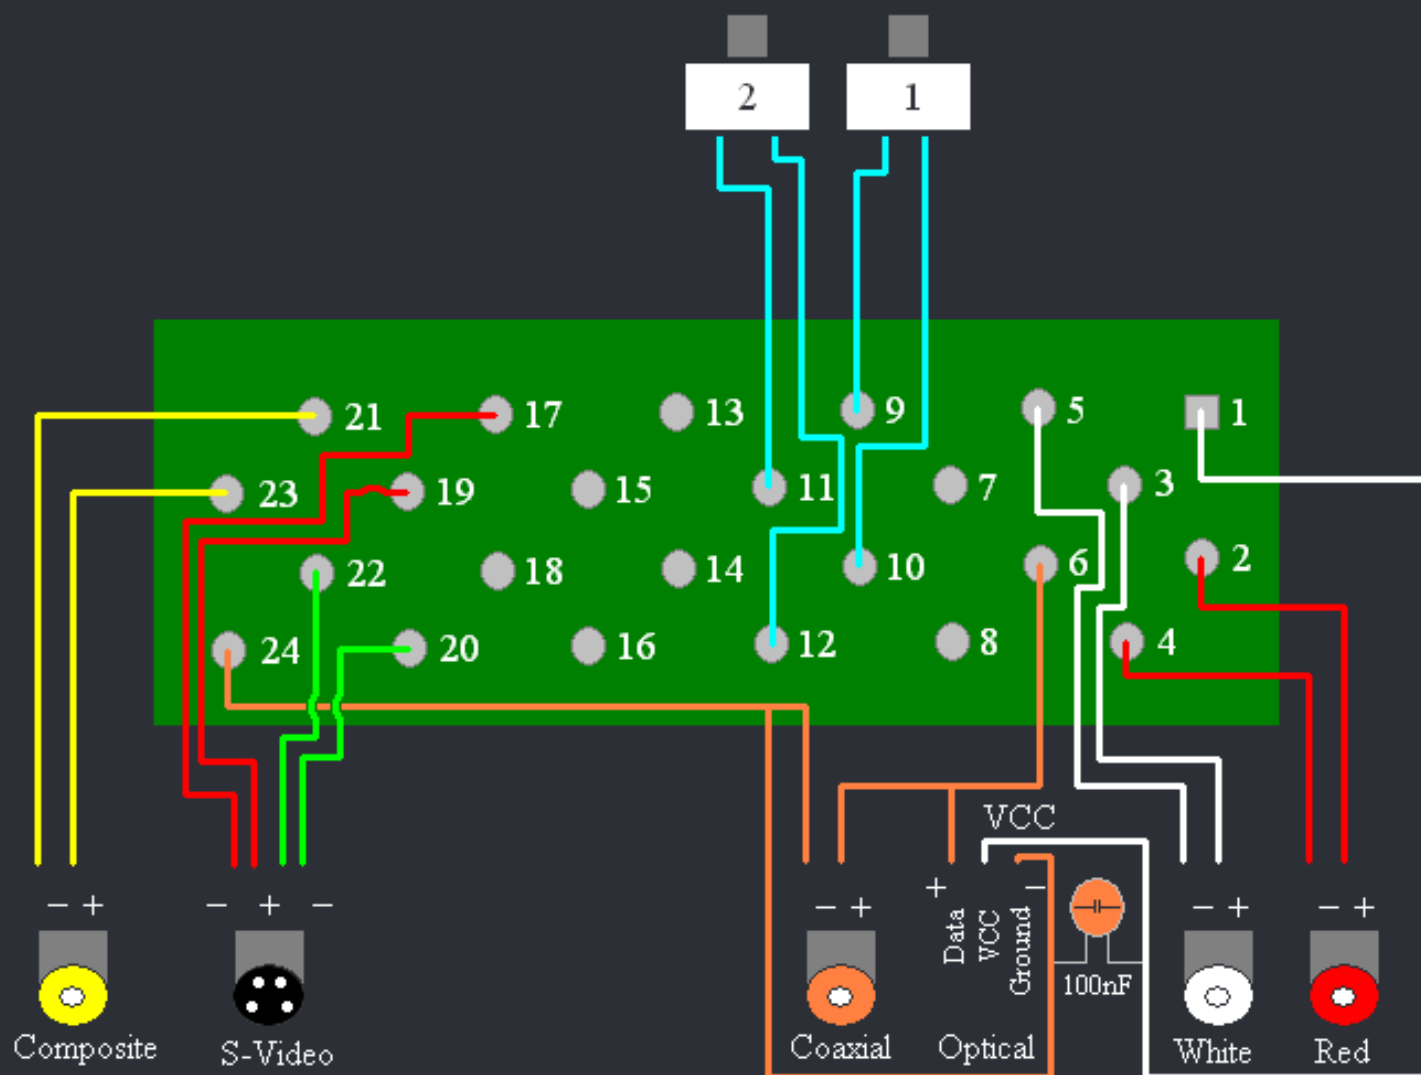 2 1
21 17 13 9 5 1
23 19 15 11 7 3
22 18 14 10 6 2
24 20 16 12 8 4
VCC
− + − + − − + + − − + − +
Data VCC Ground
100nF
Composite S-Video Coaxial Optical White Red